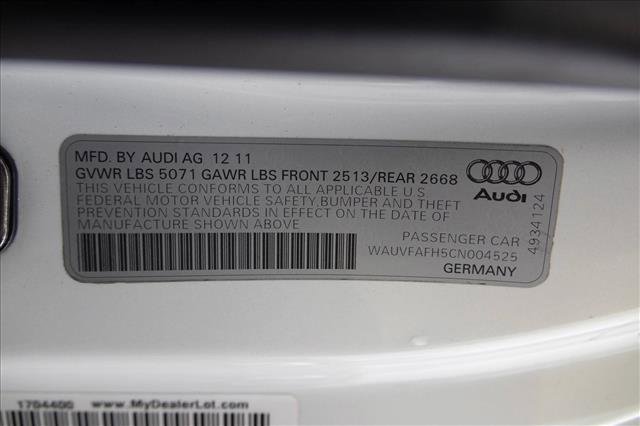 MFD. BY AUDI AG 12 11
GVWR LBS 5071 GAWR LBS FRONT 2513/REAR 2668
THIS VEHICLE CONFORMS TO ALL APPLICABLE U.S
FEDERAL MOTOR VEHICLE SAFETY,BUMPER AND THEFT
PREVENTION STANDARDS IN EFFECT ON THE DATE OF
MANUFACTURE SHOWN ABOVE
Audi
4934124
PASSENGER CAR
WAUVFAFH5CN004525
GERMANY
1704400 www.MyDealerLot.com